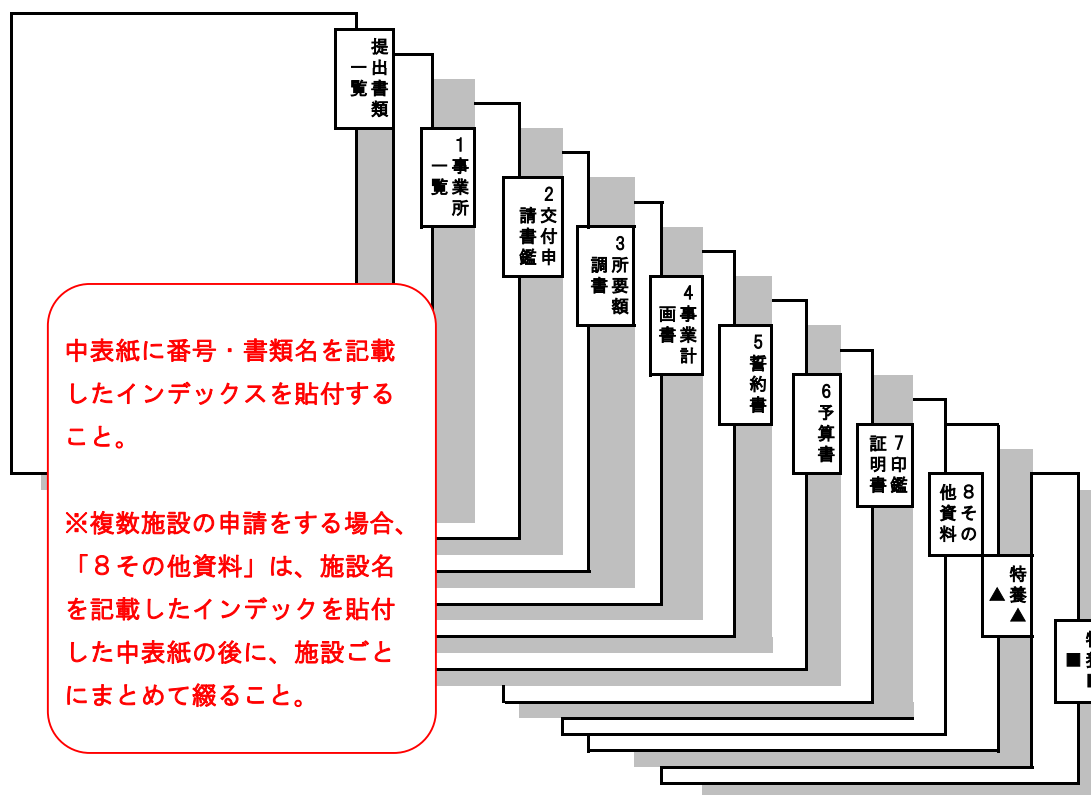 提出書類
一覧
1事業所
一覧
2交付申
請書鑑
3所要額
調書
4事業計
画書
5誓約書
6予算書
7印鑑
証明書
8その
他資料
特養▲
▲
■
中表紙に番号・書類名を記載
したインデックスを貼付する
こと。
※複数施設の申請をする場合、
「８その他資料」は、施設名
を記載したインデックを貼付
した中表紙の後に、施設ごと
にまとめて綴ること。